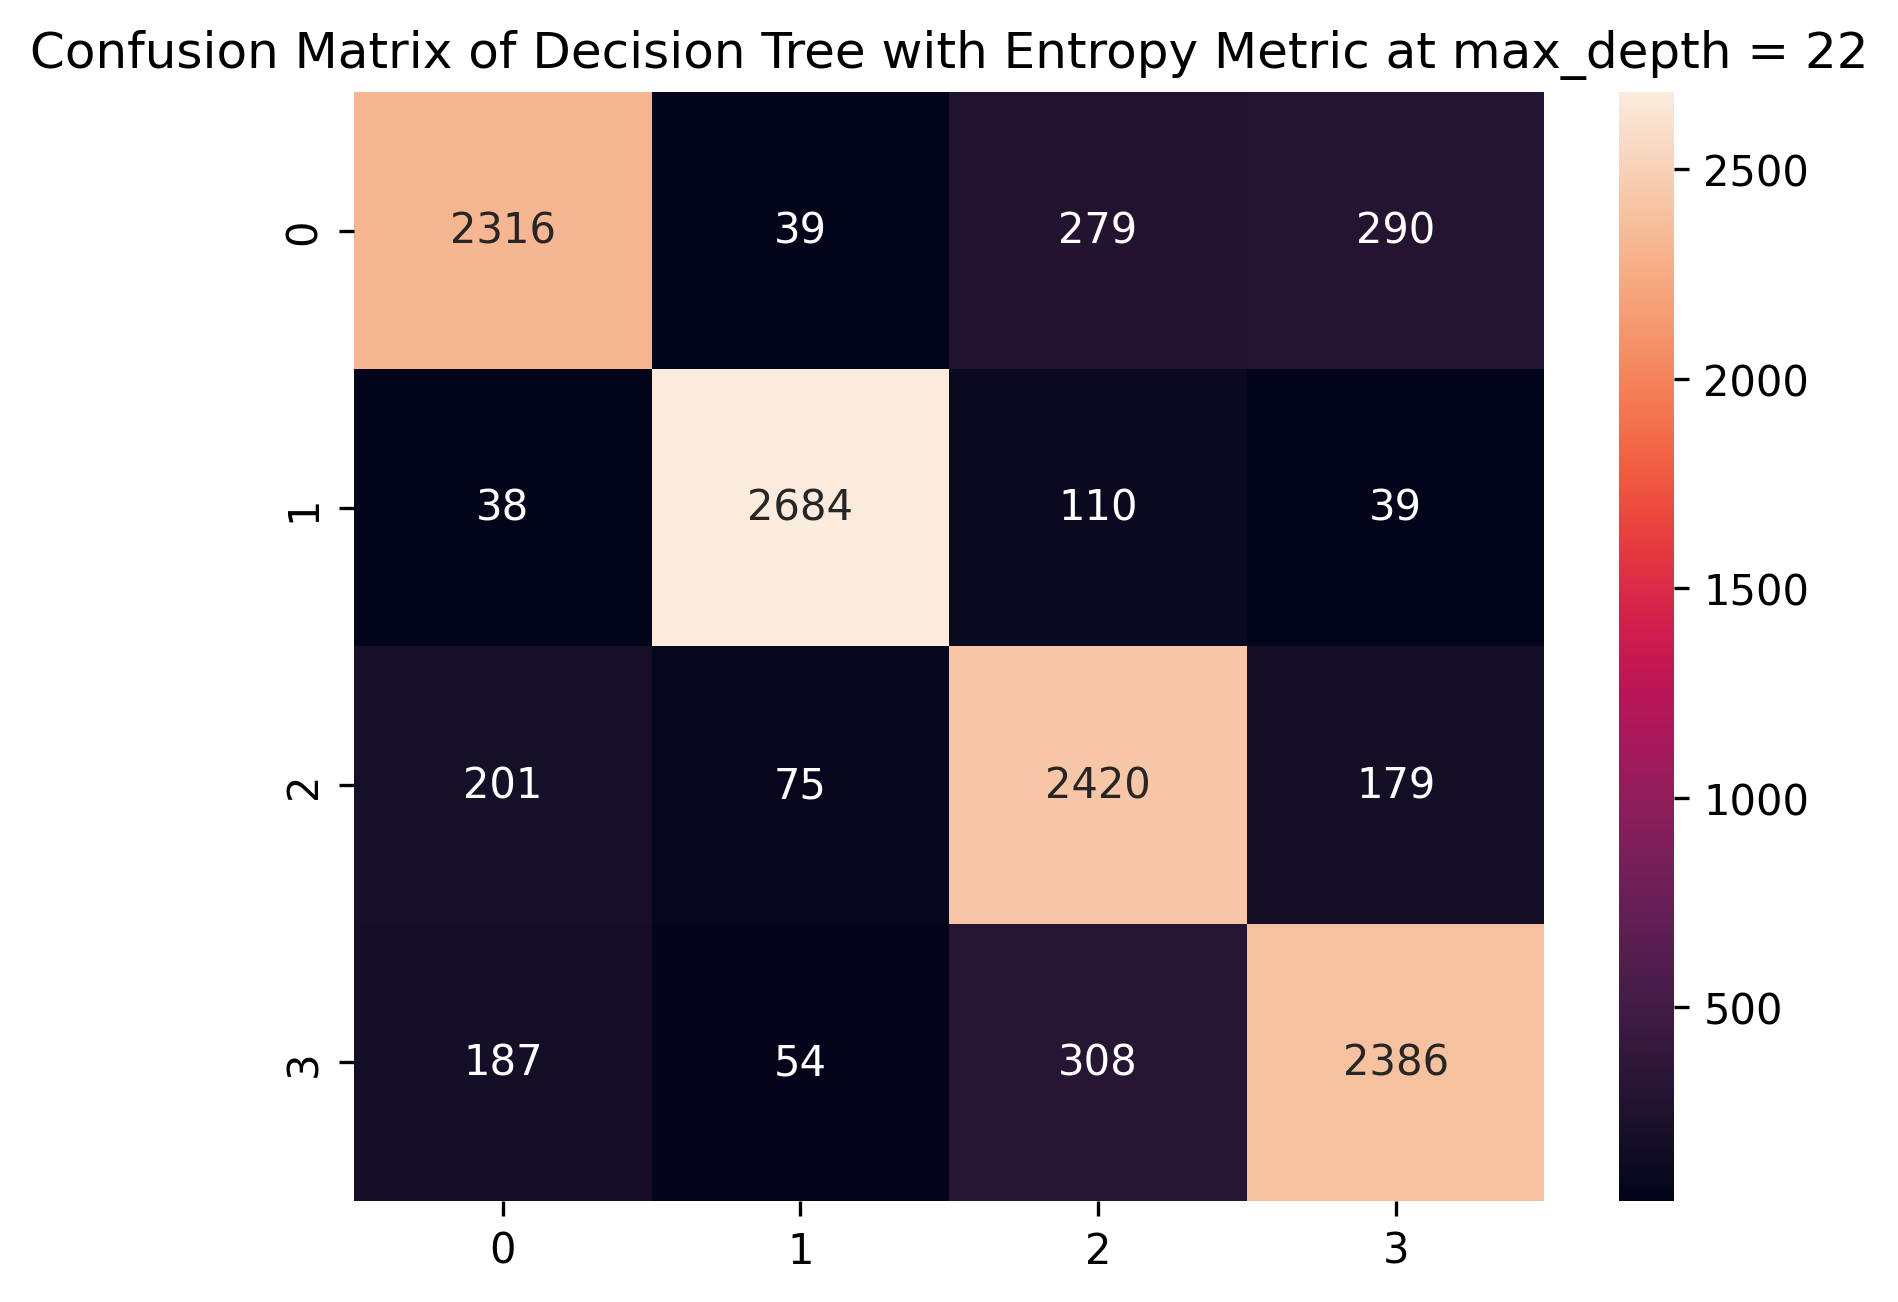 Confusion Matrix of Decision Tree with Entropy Metric at max_depth = 22
0 2316 39 279 290
1 38 2684 110 39
2 201 75 2420 179
3 187 54 308 2386
0 1 2 3
2500
2000
1500
1000
500